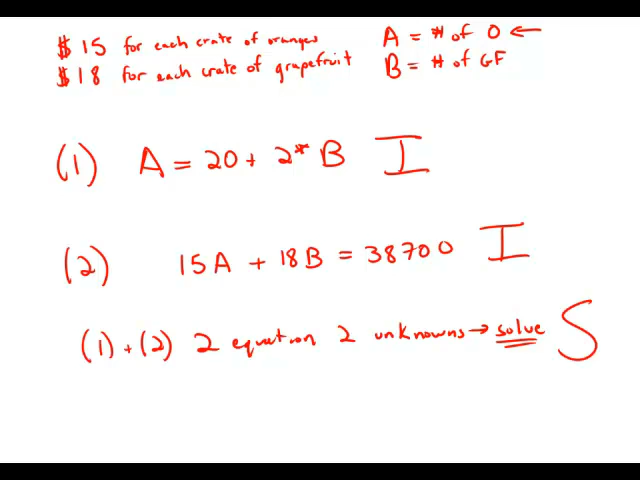 $15 for each crate of oranges
A = # of O ←
$18 for each crate of grapefruit
B = # of GF
(1) A = 20 + 2* B I
(2) 15A + 18B = 38700 I
(1) + (2) 2 equation 2 unknowns → solve S